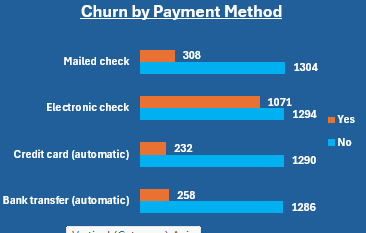 Churn by Payment Method
Mailed check
308
1304
Electronic check
1071
1294
Credit card (automatic)
232
1290
Bank transfer (automatic)
258
1286
Yes
No